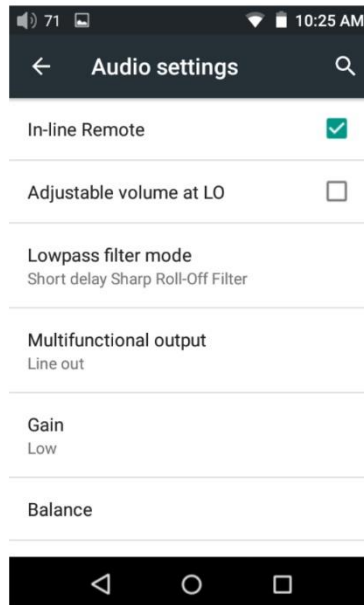 71
10:25 AM
Audio settings
In-line Remote
Adjustable volume at LO
Lowpass filter mode
Short delay Sharp Roll-Off Filter
Multifunctional output
Line out
Gain
Low
Balance